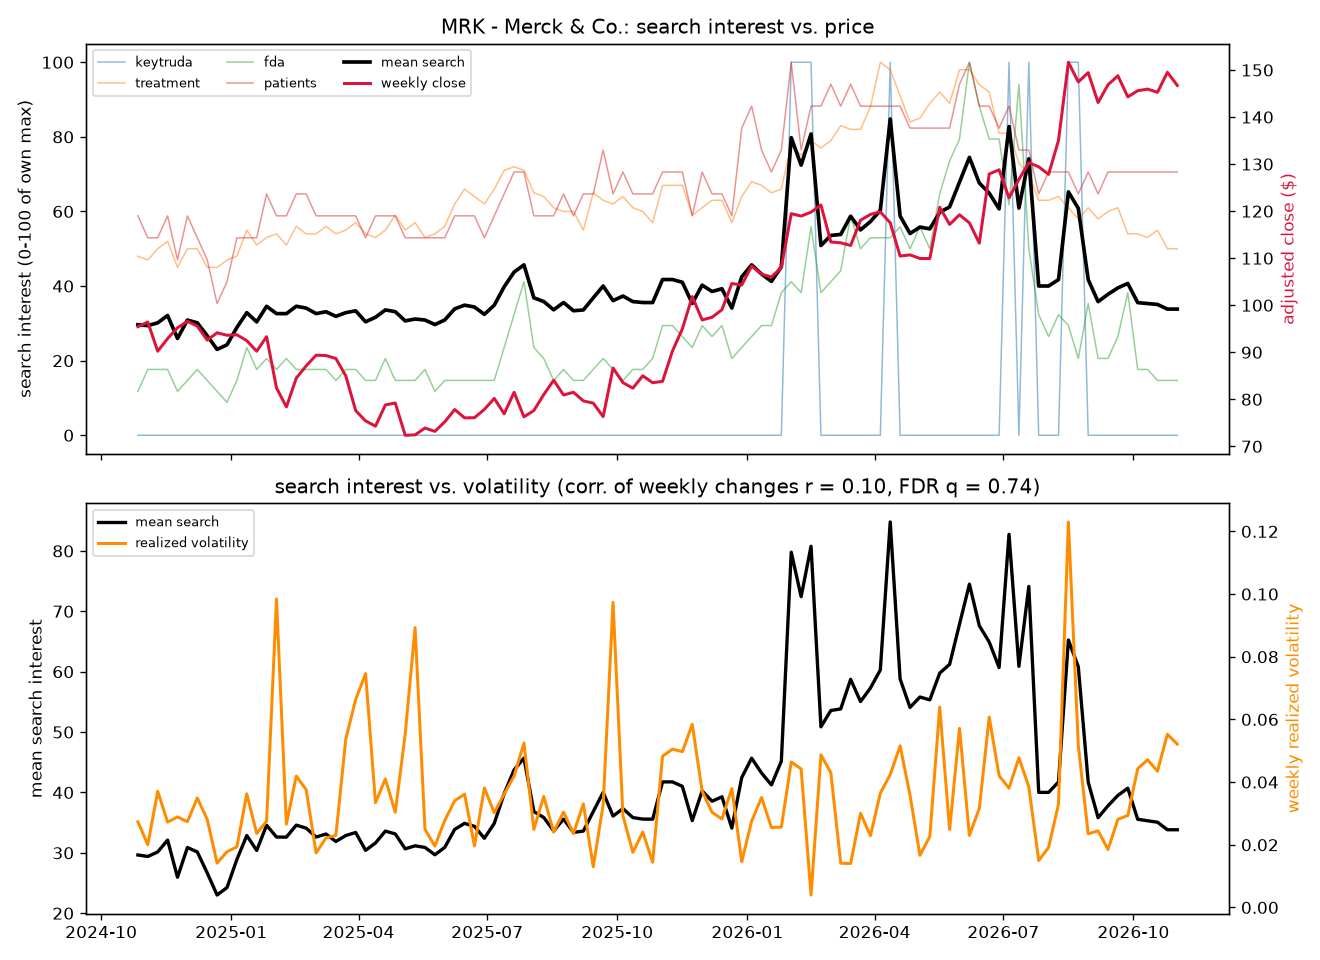 MRK - Merck & Co.: search interest vs. price
keytruda
treatment
fda
patients
mean search
weekly close
search interest (0-100 of own max)
100
80
60
40
20
0
adjusted close ($)
150
140
130
120
110
100
90
80
70
search interest vs. volatility (corr. of weekly changes r = 0.10, FDR q = 0.74)
mean search
realized volatility
mean search interest
80
70
60
50
40
30
20
weekly realized volatility
0.12
0.10
0.08
0.06
0.04
0.02
0.00
2024-10 2025-01 2025-04 2025-07 2025-10 2026-01 2026-04 2026-07 2026-10